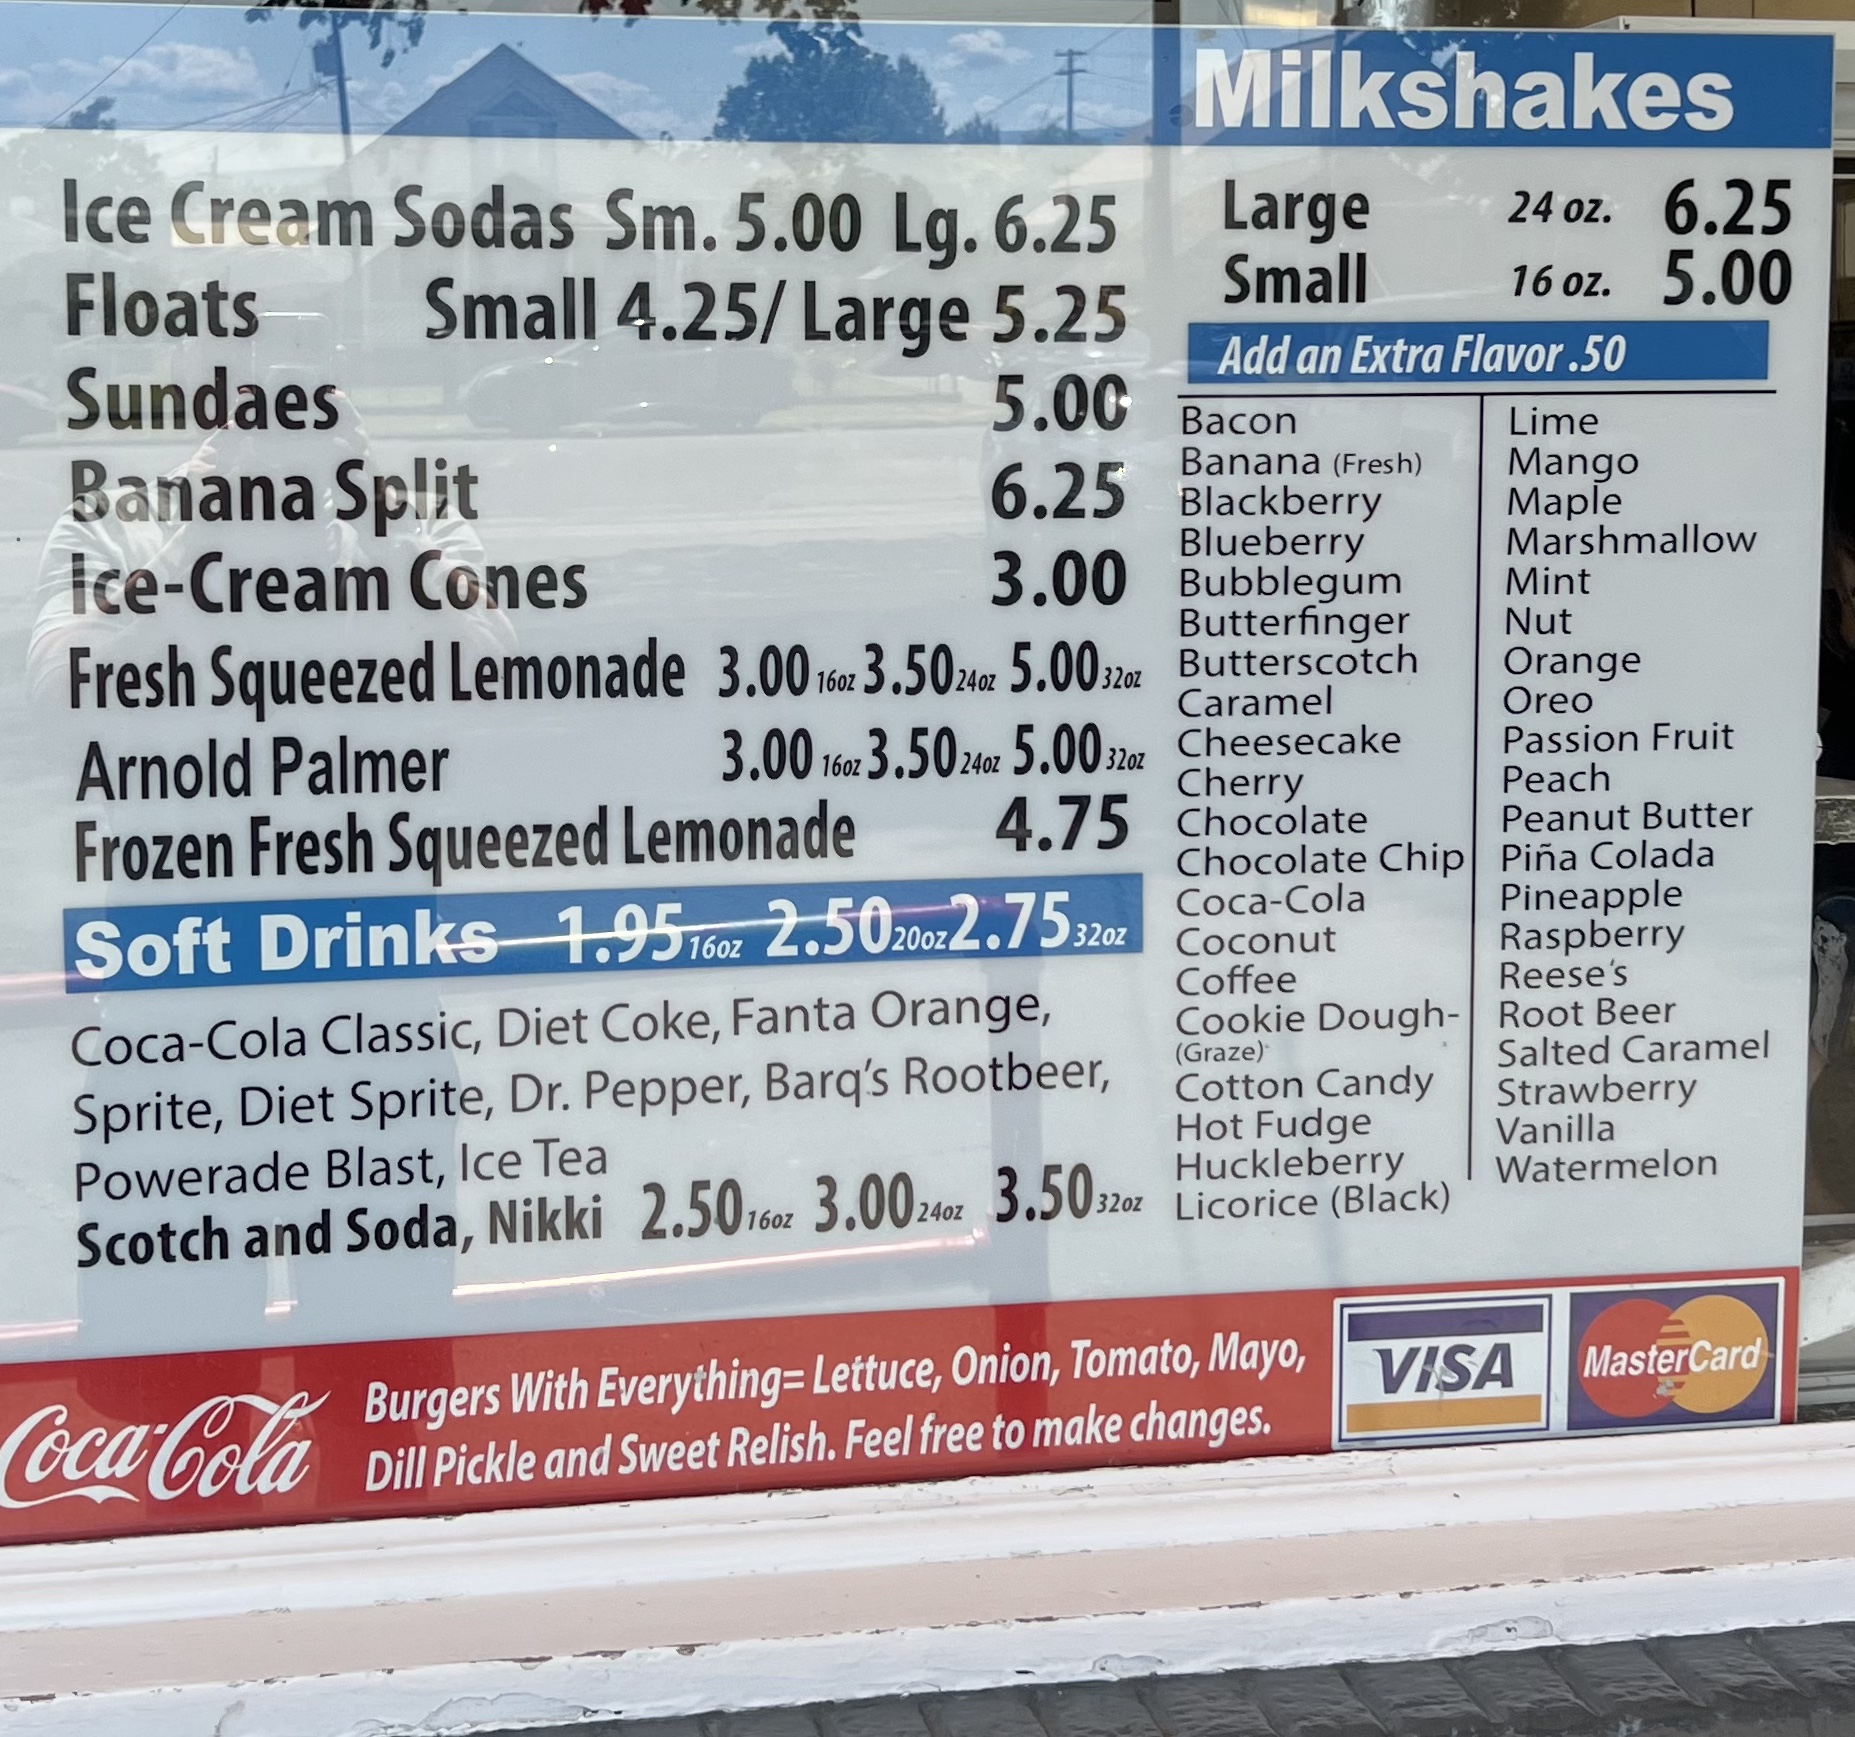 Ice Cream Sodas Sm. 5.00 Lg. 6.25
Floats Small 4.25/ Large 5.25
Sundaes 5.00
Banana Split 6.25
Ice-Cream Cones 3.00
Fresh Squeezed Lemonade 3.00 16oz 3.50 24oz 5.00 32oz
Arnold Palmer 3.00 16oz 3.50 24oz 5.00 32oz
Frozen Fresh Squeezed Lemonade 4.75
Soft Drinks 1.95 16oz 2.50 20oz 2.75 32oz
Coca-Cola Classic, Diet Coke, Fanta Orange,
Sprite, Diet Sprite, Dr. Pepper, Barq's Rootbeer,
Powerade Blast, Ice Tea
Scotch and Soda, Nikki 2.50 16oz 3.00 24oz 3.50 32oz
Milkshakes
Large 24 oz. 6.25
Small 16 oz. 5.00
Add an Extra Flavor .50
Bacon
Banana (Fresh)
Blackberry
Blueberry
Bubblegum
Butterfinger
Butterscotch
Caramel
Cheesecake
Cherry
Chocolate
Chocolate Chip
Coca-Cola
Coconut
Coffee
Cookie Dough-
(Graze)
Cotton Candy
Hot Fudge
Huckleberry
Licorice (Black)
Lime
Mango
Maple
Marshmallow
Mint
Nut
Orange
Oreo
Passion Fruit
Peach
Peanut Butter
Piña Colada
Pineapple
Raspberry
Reese's
Root Beer
Salted Caramel
Strawberry
Vanilla
Watermelon
Coca-Cola
Burgers With Everything= Lettuce, Onion, Tomato, Mayo,
Dill Pickle and Sweet Relish. Feel free to make changes.
VISA
MasterCard